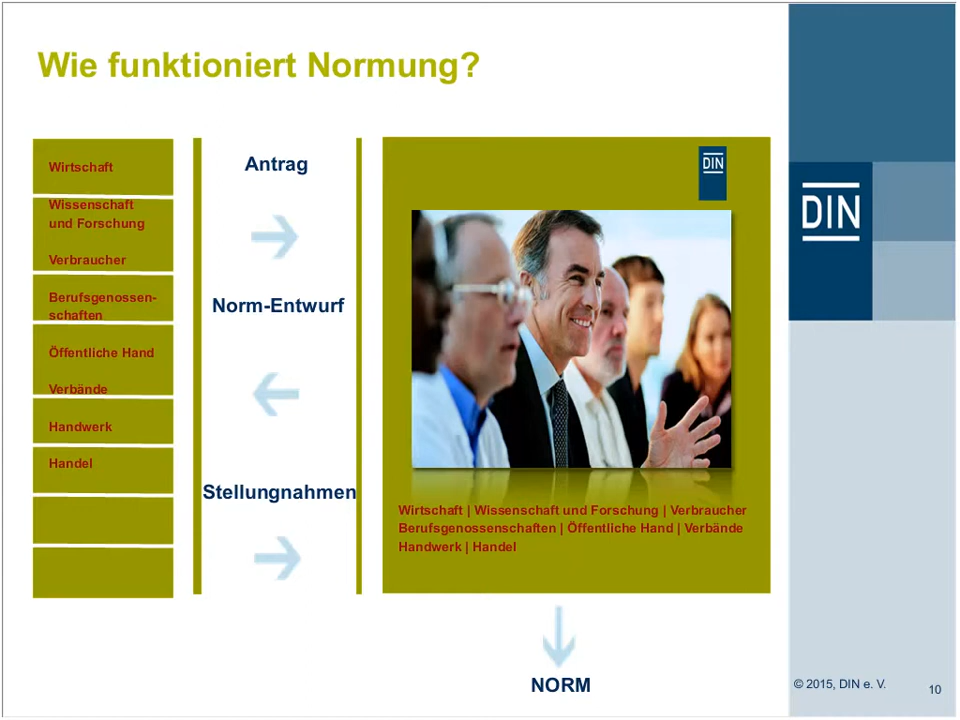 Wie funktioniert Normung?
Wirtschaft
Wissenschaft
und Forschung
Verbraucher
Berufsgenossen-
schaften
Öffentliche Hand
Verbände
Handwerk
Handel
Antrag
Norm-Entwurf
Stellungnahmen
DIN
Wirtschaft | Wissenschaft und Forschung | Verbraucher
Berufsgenossenschaften | Öffentliche Hand | Verbände
Handwerk | Handel
NORM
DIN
© 2015, DIN e. V.
10